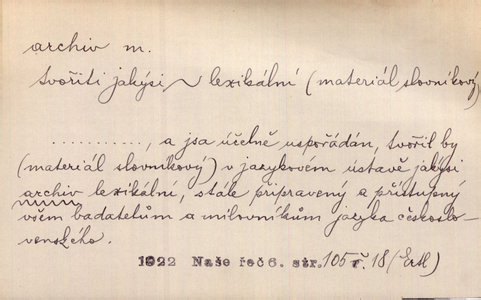 archiv m.
tvořiti jakýsi ~ lexikální (materiál slovníkový)
..........., a jsa účelně uspořádán, tvořil by
(materiál slovníkový) v jazykovém ústavě jakýsi
archiv lexikální, stále připravený a přístupný
všem badatelům a milovníkům jazyka českoslo-
venského.
1922 Naše řeč 6. str. 105 ř. 18 (Ertl)